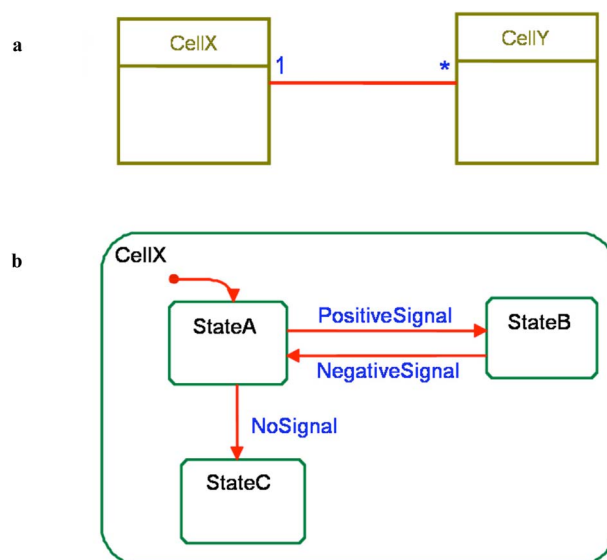 a
CellX
CellY
1
*
b
CellX
StateA
PositiveSignal
StateB
NegativeSignal
NoSignal
StateC